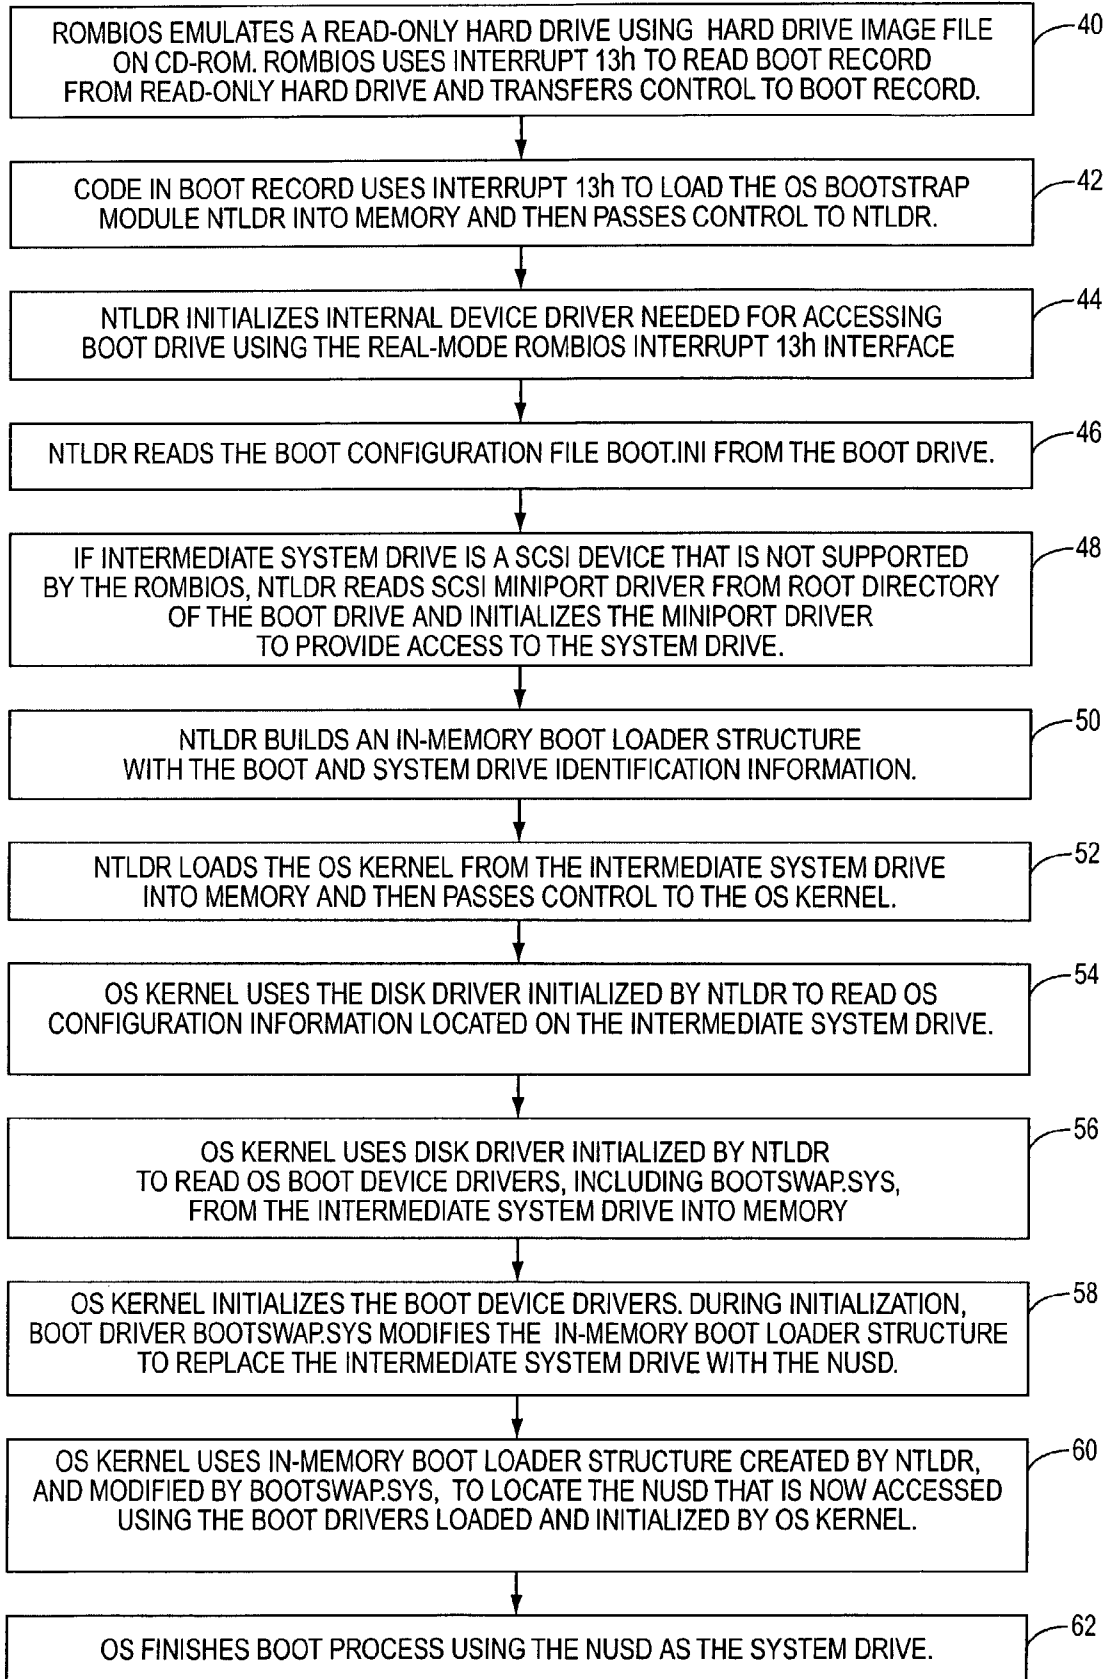 ROMBIOS EMULATES A READ-ONLY HARD DRIVE USING HARD DRIVE IMAGE FILE
ON CD-ROM. ROMBIOS USES INTERRUPT 13h TO READ BOOT RECORD
FROM READ-ONLY HARD DRIVE AND TRANSFERS CONTROL TO BOOT RECORD.
40
CODE IN BOOT RECORD USES INTERRUPT 13h TO LOAD THE OS BOOTSTRAP
MODULE NTLDR INTO MEMORY AND THEN PASSES CONTROL TO NTLDR.
42
NTLDR INITIALIZES INTERNAL DEVICE DRIVER NEEDED FOR ACCESSING
BOOT DRIVE USING THE REAL-MODE ROMBIOS INTERRUPT 13h INTERFACE
44
NTLDR READS THE BOOT CONFIGURATION FILE BOOT.INI FROM THE BOOT DRIVE.
46
IF INTERMEDIATE SYSTEM DRIVE IS A SCSI DEVICE THAT IS NOT SUPPORTED
BY THE ROMBIOS, NTLDR READS SCSI MINIPORT DRIVER FROM ROOT DIRECTORY
OF THE BOOT DRIVE AND INITIALIZES THE MINIPORT DRIVER
TO PROVIDE ACCESS TO THE SYSTEM DRIVE.
48
NTLDR BUILDS AN IN-MEMORY BOOT LOADER STRUCTURE
WITH THE BOOT AND SYSTEM DRIVE IDENTIFICATION INFORMATION.
50
NTLDR LOADS THE OS KERNEL FROM THE INTERMEDIATE SYSTEM DRIVE
INTO MEMORY AND THEN PASSES CONTROL TO THE OS KERNEL.
52
OS KERNEL USES THE DISK DRIVER INITIALIZED BY NTLDR TO READ OS
CONFIGURATION INFORMATION LOCATED ON THE INTERMEDIATE SYSTEM DRIVE.
54
OS KERNEL USES DISK DRIVER INITIALIZED BY NTLDR
TO READ OS BOOT DEVICE DRIVERS, INCLUDING BOOTSWAP.SYS,
FROM THE INTERMEDIATE SYSTEM DRIVE INTO MEMORY
56
OS KERNEL INITIALIZES THE BOOT DEVICE DRIVERS. DURING INITIALIZATION,
BOOT DRIVER BOOTSWAP.SYS MODIFIES THE IN-MEMORY BOOT LOADER STRUCTURE
TO REPLACE THE INTERMEDIATE SYSTEM DRIVE WITH THE NUSD.
58
OS KERNEL USES IN-MEMORY BOOT LOADER STRUCTURE CREATED BY NTLDR,
AND MODIFIED BY BOOTSWAP.SYS, TO LOCATE THE NUSD THAT IS NOW ACCESSED
USING THE BOOT DRIVERS LOADED AND INITIALIZED BY OS KERNEL.
60
OS FINISHES BOOT PROCESS USING THE NUSD AS THE SYSTEM DRIVE.
62